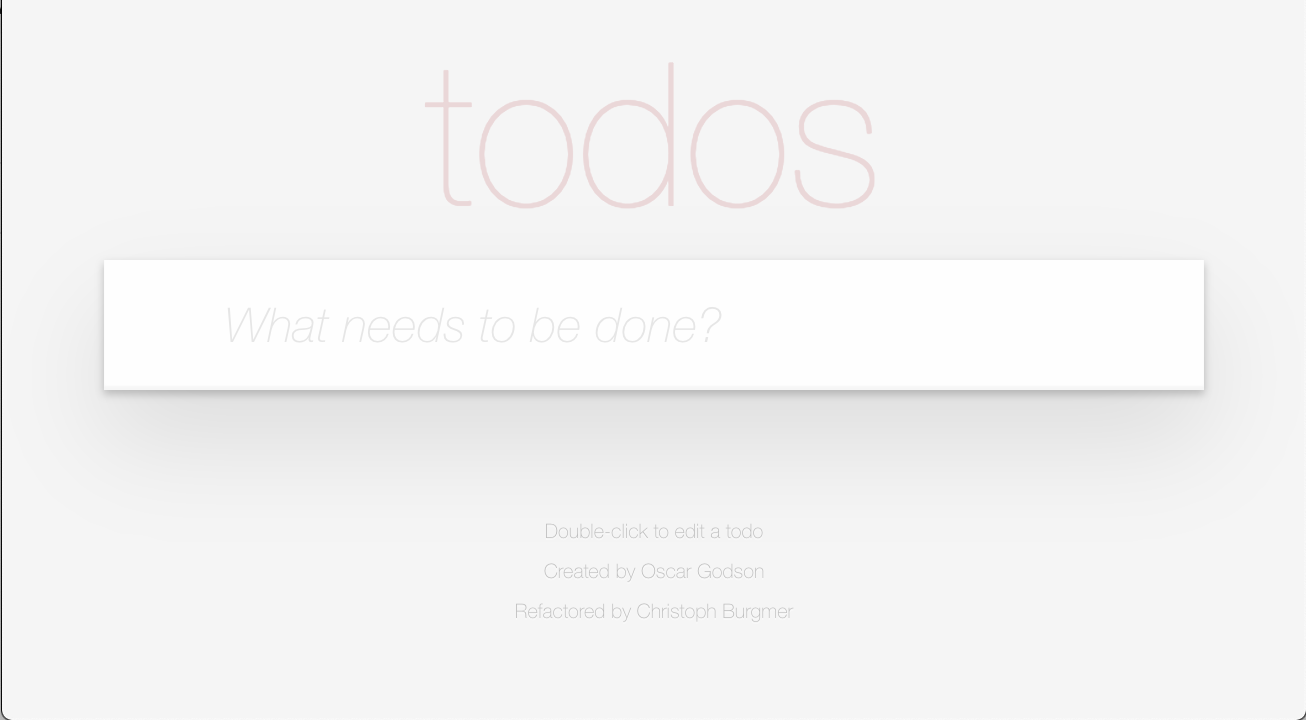 todos
What needs to be done?
Double-click to edit a todo
Created by Oscar Godson
Refactored by Christoph Burgmer